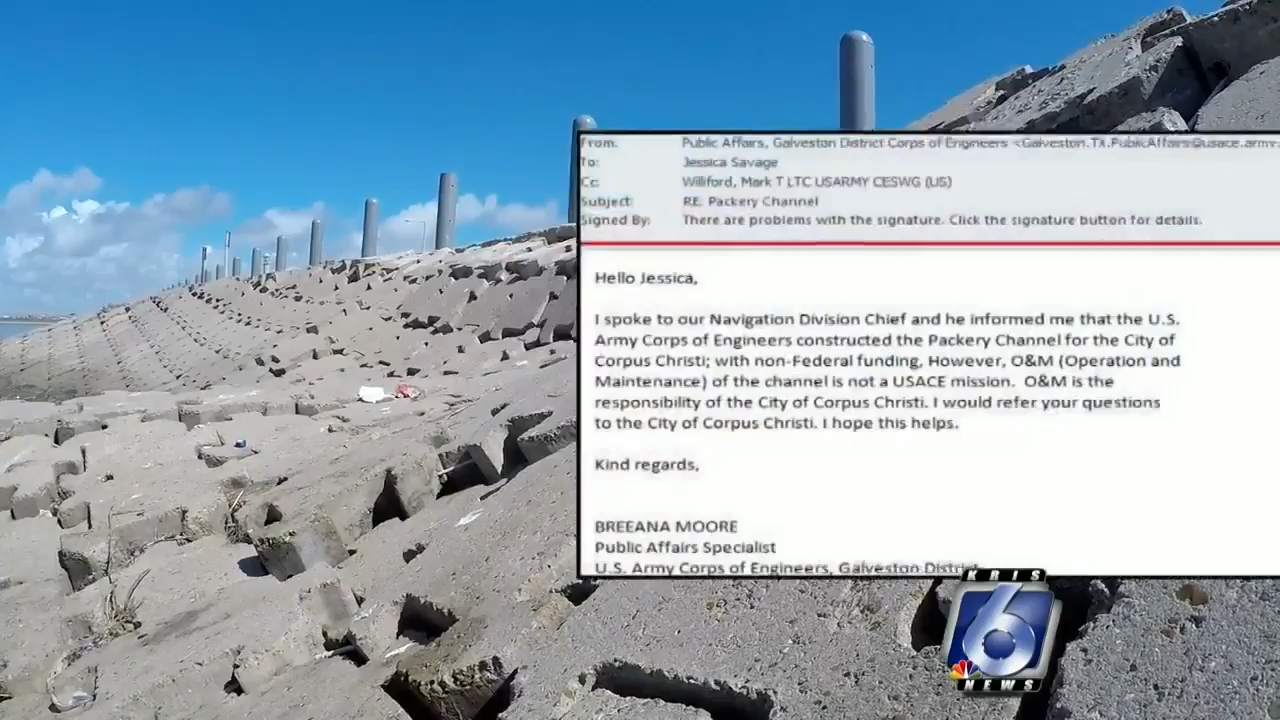 From: Public Affairs, Galveston District Corps of Engineers <Galveston.Tx.PublicAffairs@usace.army.
To: Jessica Savage
Cc: Williford, Mark T LTC USARMY CESWG (US)
Subject: RE: Packery Channel
Signed By: There are problems with the signature. Click the signature button for details.
Hello Jessica,
I spoke to our Navigation Division Chief and he informed me that the U.S.
Army Corps of Engineers constructed the Packery Channel for the City of
Corpus Christi; with non-Federal funding, However, O&M (Operation and
Maintenance) of the channel is not a USACE mission. O&M is the
responsibility of the City of Corpus Christi. I would refer your questions
to the City of Corpus Christi. I hope this helps.
Kind regards,
BREEANA MOORE
Public Affairs Specialist
U.S. Army Corps of Engineers, Galveston District
KRIS
6
NEWS